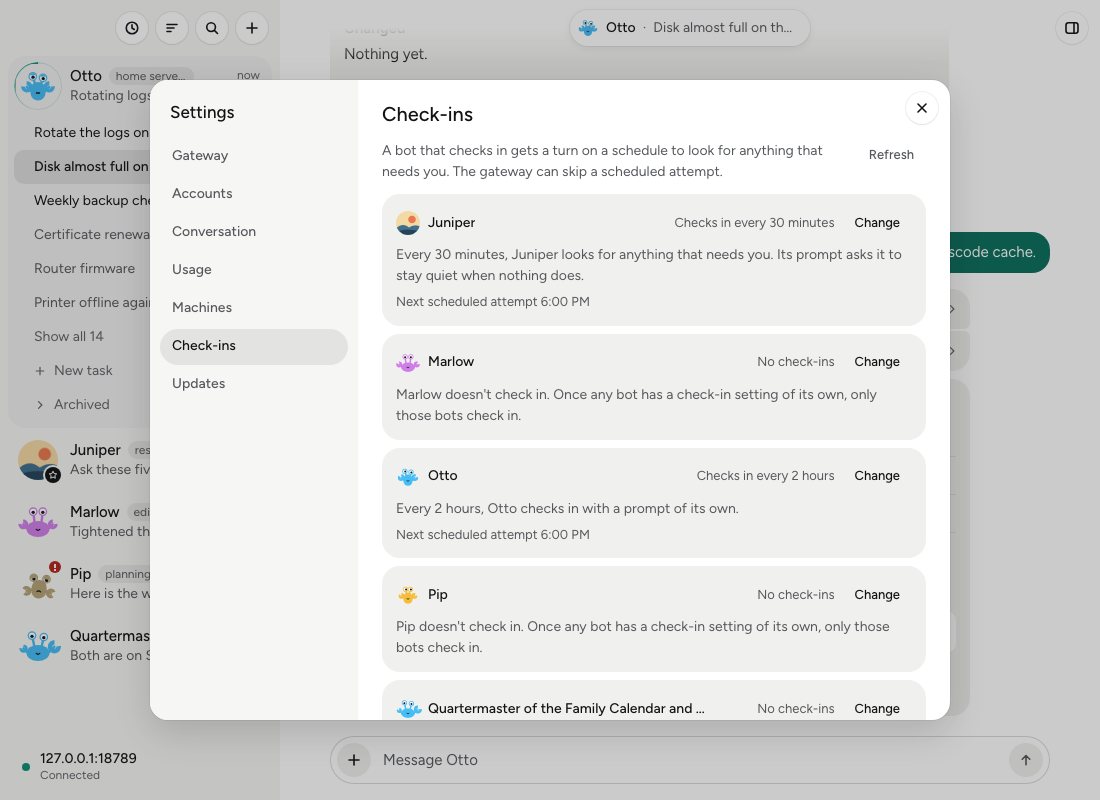 Otto · Disk almost full on th...
Nothing yet.
Otto home serve... now
Rotating logs
Rotate the logs on
Disk almost full on
Weekly backup che
Certificate renewa
Router firmware
Printer offline again
Show all 14
New task
Archived
Juniper res
Ask these fiv
Marlow edi
Tightened th
Pip planning
Here is the w
Quartermas
Both are on S
127.0.0.1:18789
Connected
Settings
Gateway
Accounts
Conversation
Usage
Machines
Check-ins
Updates
Check-ins
A bot that checks in gets a turn on a schedule to look for anything that
needs you. The gateway can skip a scheduled attempt.
Refresh
Juniper Checks in every 30 minutes Change
Every 30 minutes, Juniper looks for anything that needs you. Its prompt asks it to
stay quiet when nothing does.
Next scheduled attempt 6:00 PM
Marlow No check-ins Change
Marlow doesn't check in. Once any bot has a check-in setting of its own, only
those bots check in.
Otto Checks in every 2 hours Change
Every 2 hours, Otto checks in with a prompt of its own.
Next scheduled attempt 6:00 PM
Pip No check-ins Change
Pip doesn't check in. Once any bot has a check-in setting of its own, only those
bots check in.
Quartermaster of the Family Calendar and ... No check-ins Change
scode cache.
Message Otto